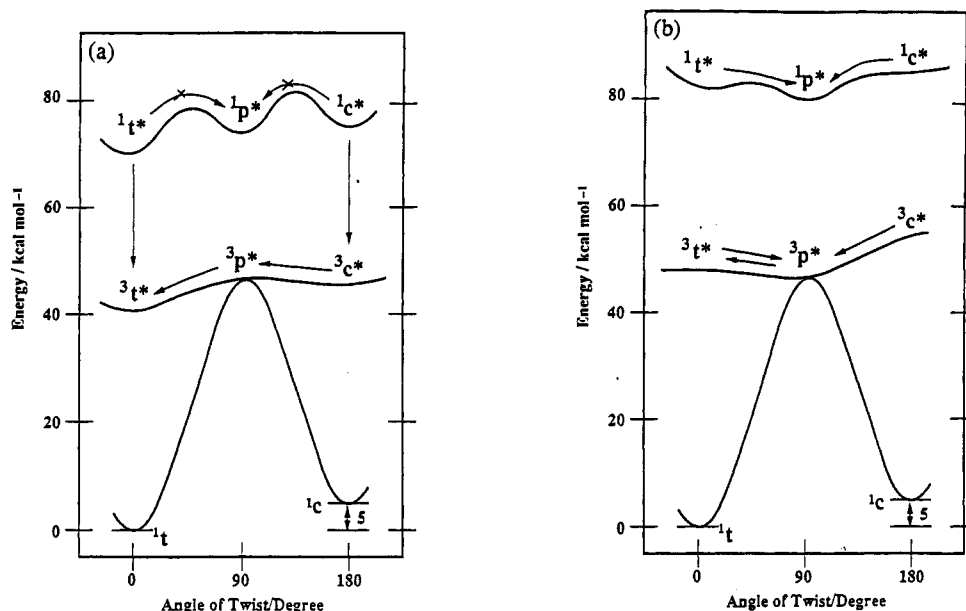 (a)
Energy / kcal mol⁻¹
80
60
40
20
0
¹t*
¹p*
¹c*
³t*
³p*
³c*
¹t
¹c
5
0
90
180
Angle of Twist/Degree
(b)
Energy / kcal mol⁻¹
80
60
40
20
0
¹t*
¹p*
¹c*
³t*
³p*
³c*
¹t
¹c
5
0
90
180
Angle of Twist/Degree